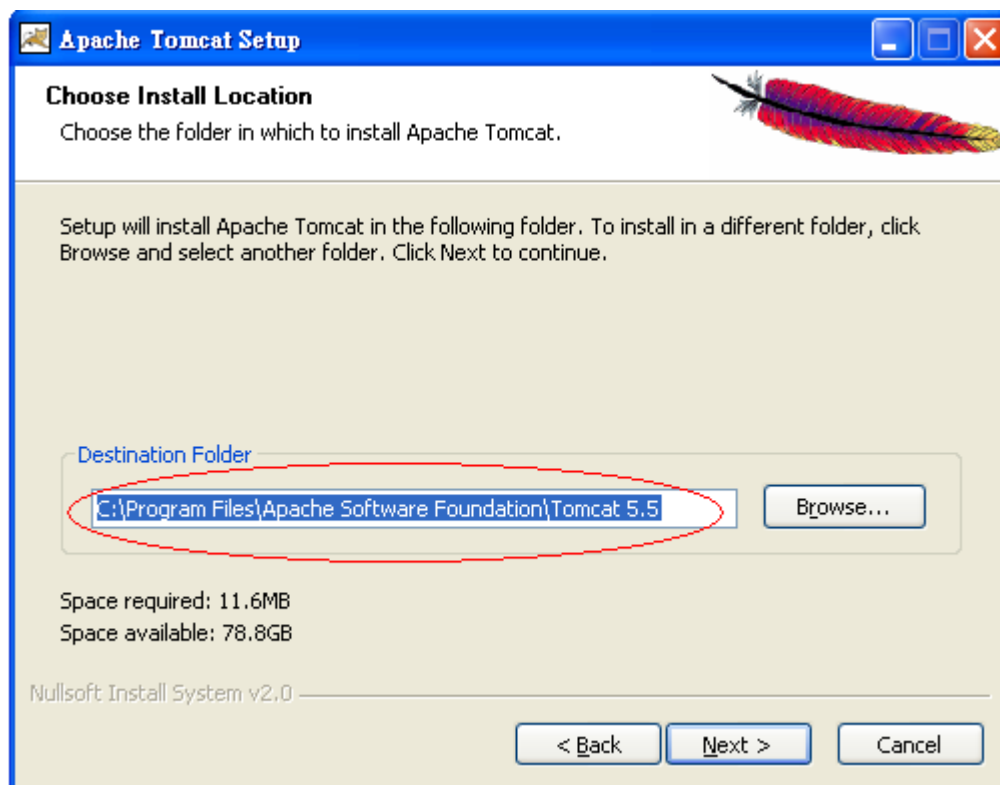 Apache Tomcat Setup
Choose Install Location
Choose the folder in which to install Apache Tomcat.
Setup will install Apache Tomcat in the following folder. To install in a different folder, click
Browse and select another folder. Click Next to continue.
Destination Folder
C:\Program Files\Apache Software Foundation\Tomcat 5.5
Browse...
Space required: 11.6MB
Space available: 78.8GB
Nullsoft Install System v2.0
< Back
Next >
Cancel